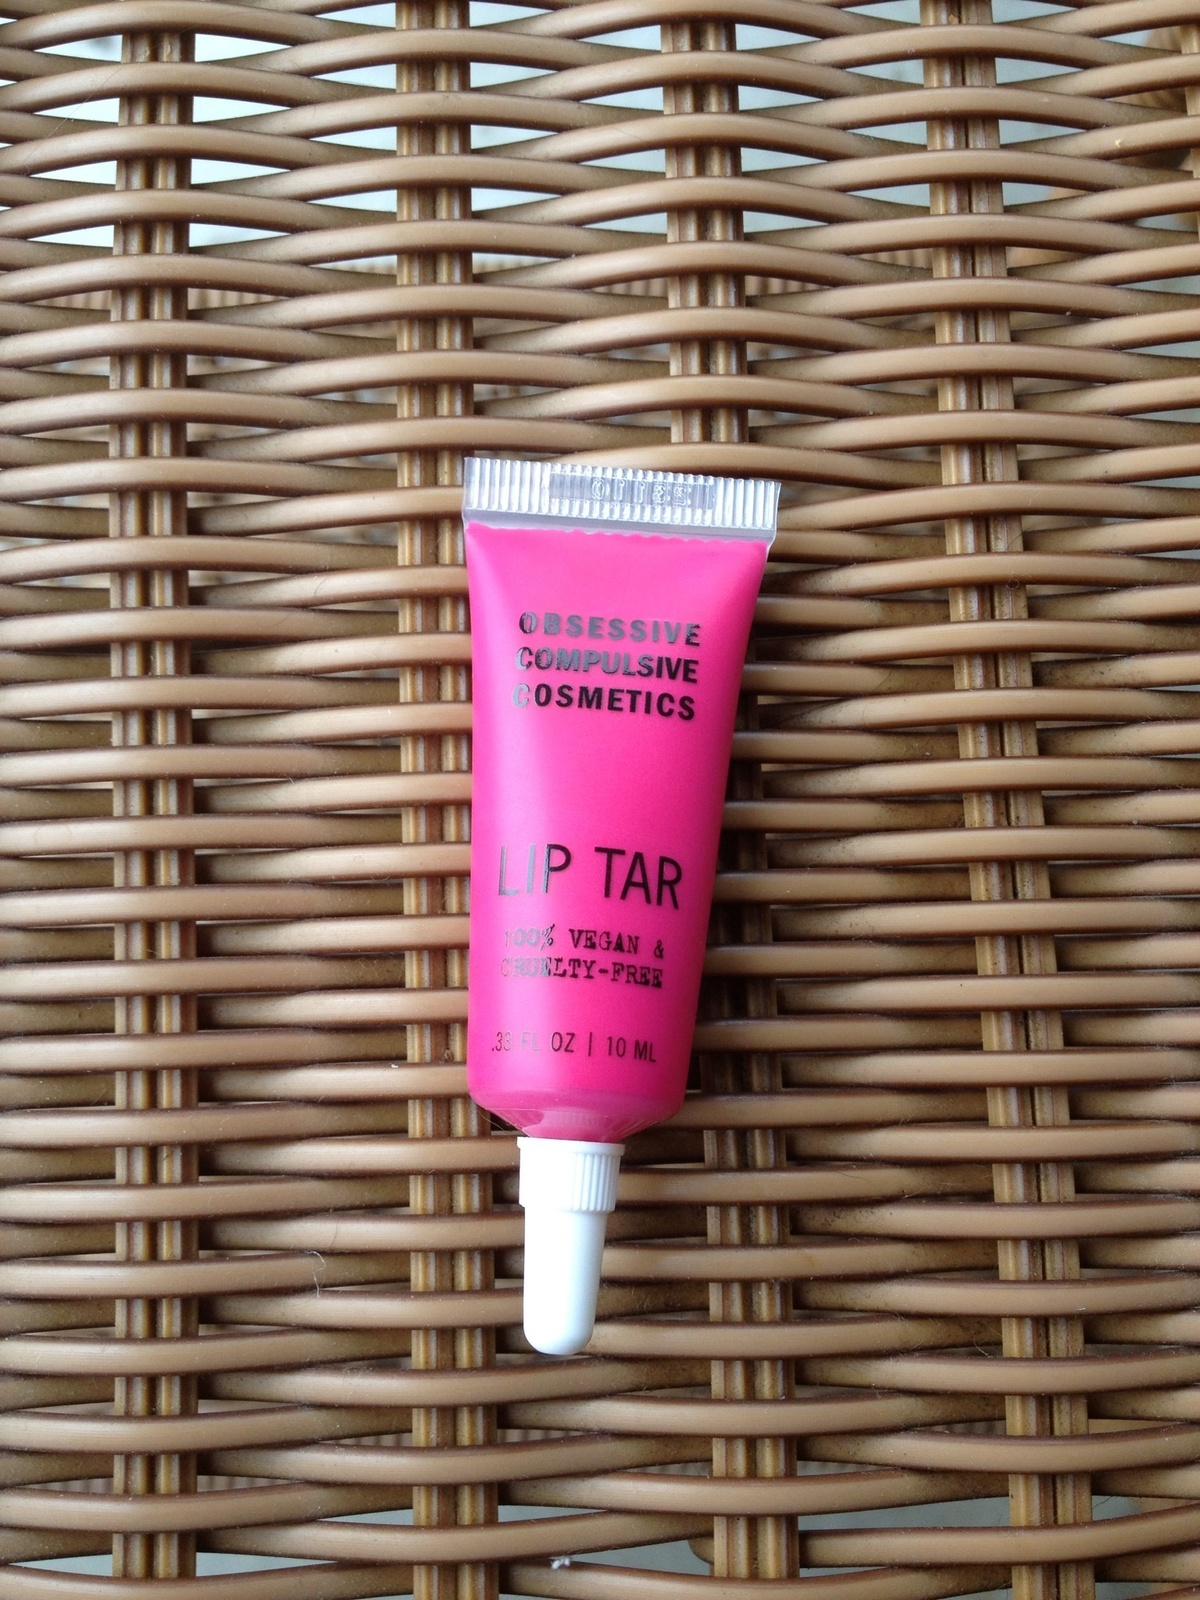 OBSESSIVE
COMPULSIVE
COSMETICS
LIP TAR
100% VEGAN &
CRUELTY-FREE
.33 FL OZ | 10 ML